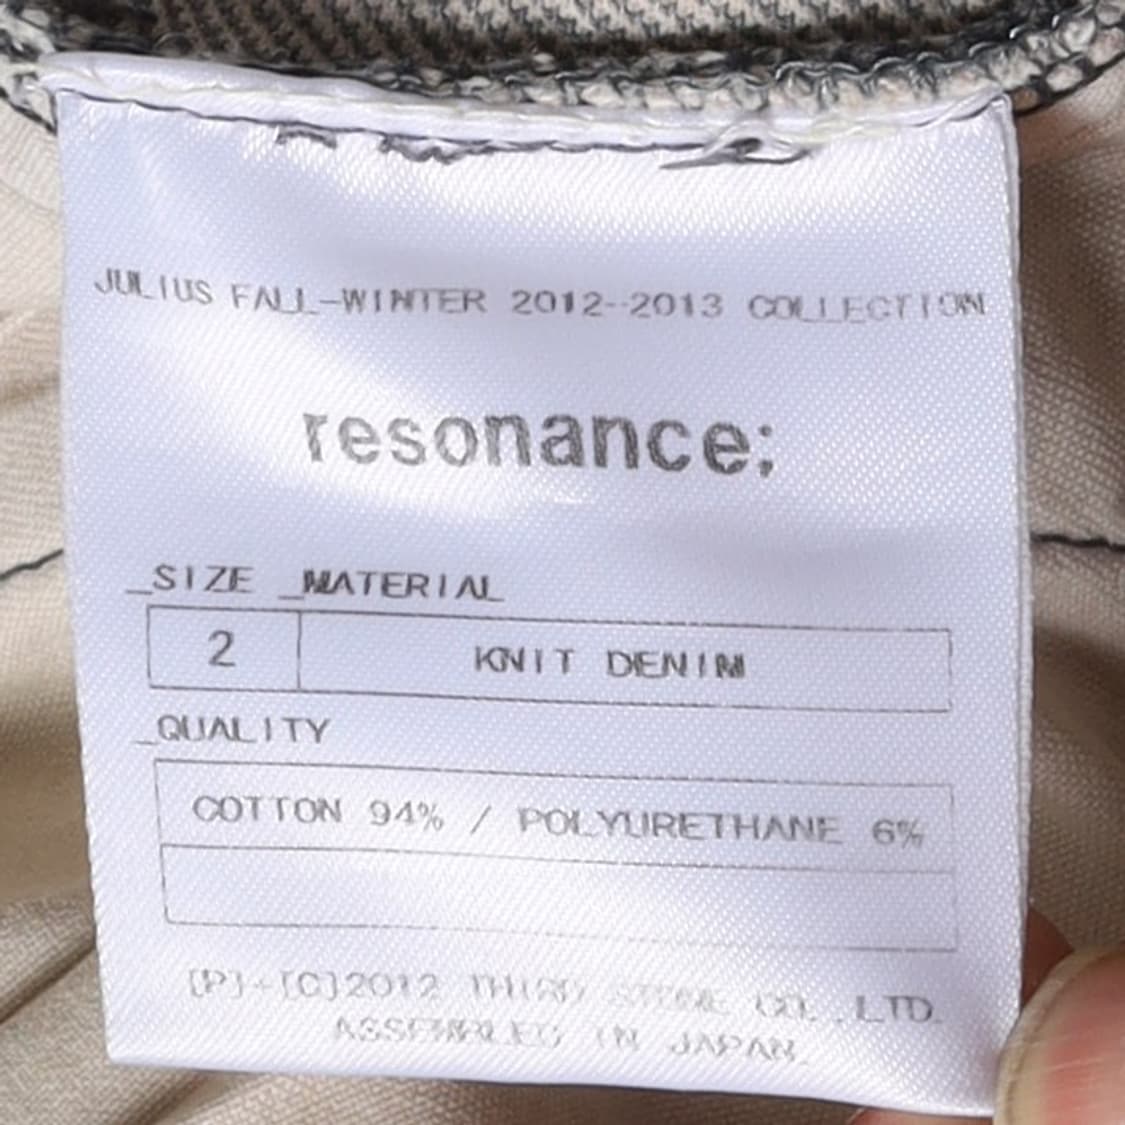 JULIUS FALL-WINTER 2012-2013 COLLECTION
resonance;
_SIZE _MATERIAL
2 KNIT DENIM
_QUALITY
COTTON 94% / POLYURETHANE 6%
[P]+[C]2012 THIRD STONE CO.,LTD.
ASSEMBLED IN JAPAN.